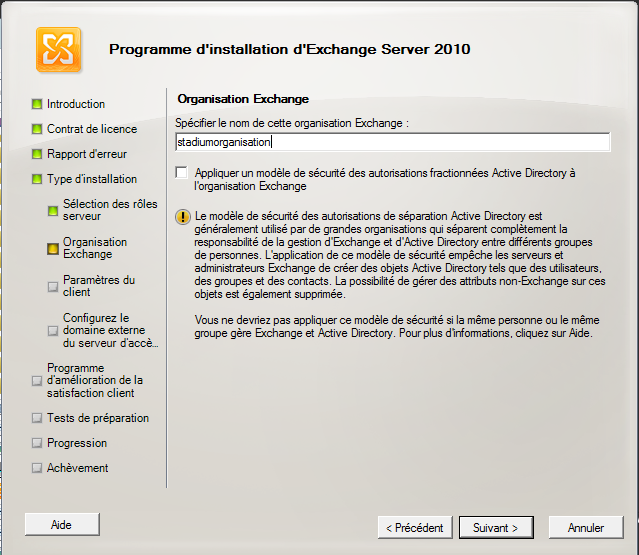 Programme d'installation d'Exchange Server 2010
Introduction
Contrat de licence
Rapport d'erreur
Type d'installation
Sélection des rôles
serveur
Organisation
Exchange
Paramètres du
client
Configurez le
domaine externe
du serveur d'accè...
Programme
d'amélioration de la
satisfaction client
Tests de préparation
Progression
Achèvement
Organisation Exchange
Spécifier le nom de cette organisation Exchange :
stadiumorganisation
Appliquer un modèle de sécurité des autorisations fractionnées Active Directory à
l'organisation Exchange
Le modèle de sécurité des autorisations de séparation Active Directory est
généralement utilisé par de grandes organisations qui séparent complètement la
responsabilité de la gestion d'Exchange et d'Active Directory entre différents groupes
de personnes. L'application de ce modèle de sécurité empêche les serveurs et
administrateurs Exchange de créer des objets Active Directory tels que des utilisateurs,
des groupes et des contacts. La possibilité de gérer des attributs non-Exchange sur ces
objets est également supprimée.
Vous ne devriez pas appliquer ce modèle de sécurité si la même personne ou le même
groupe gère Exchange et Active Directory. Pour plus d'informations, cliquez sur Aide.
Aide
< Précédent
Suivant >
Annuler